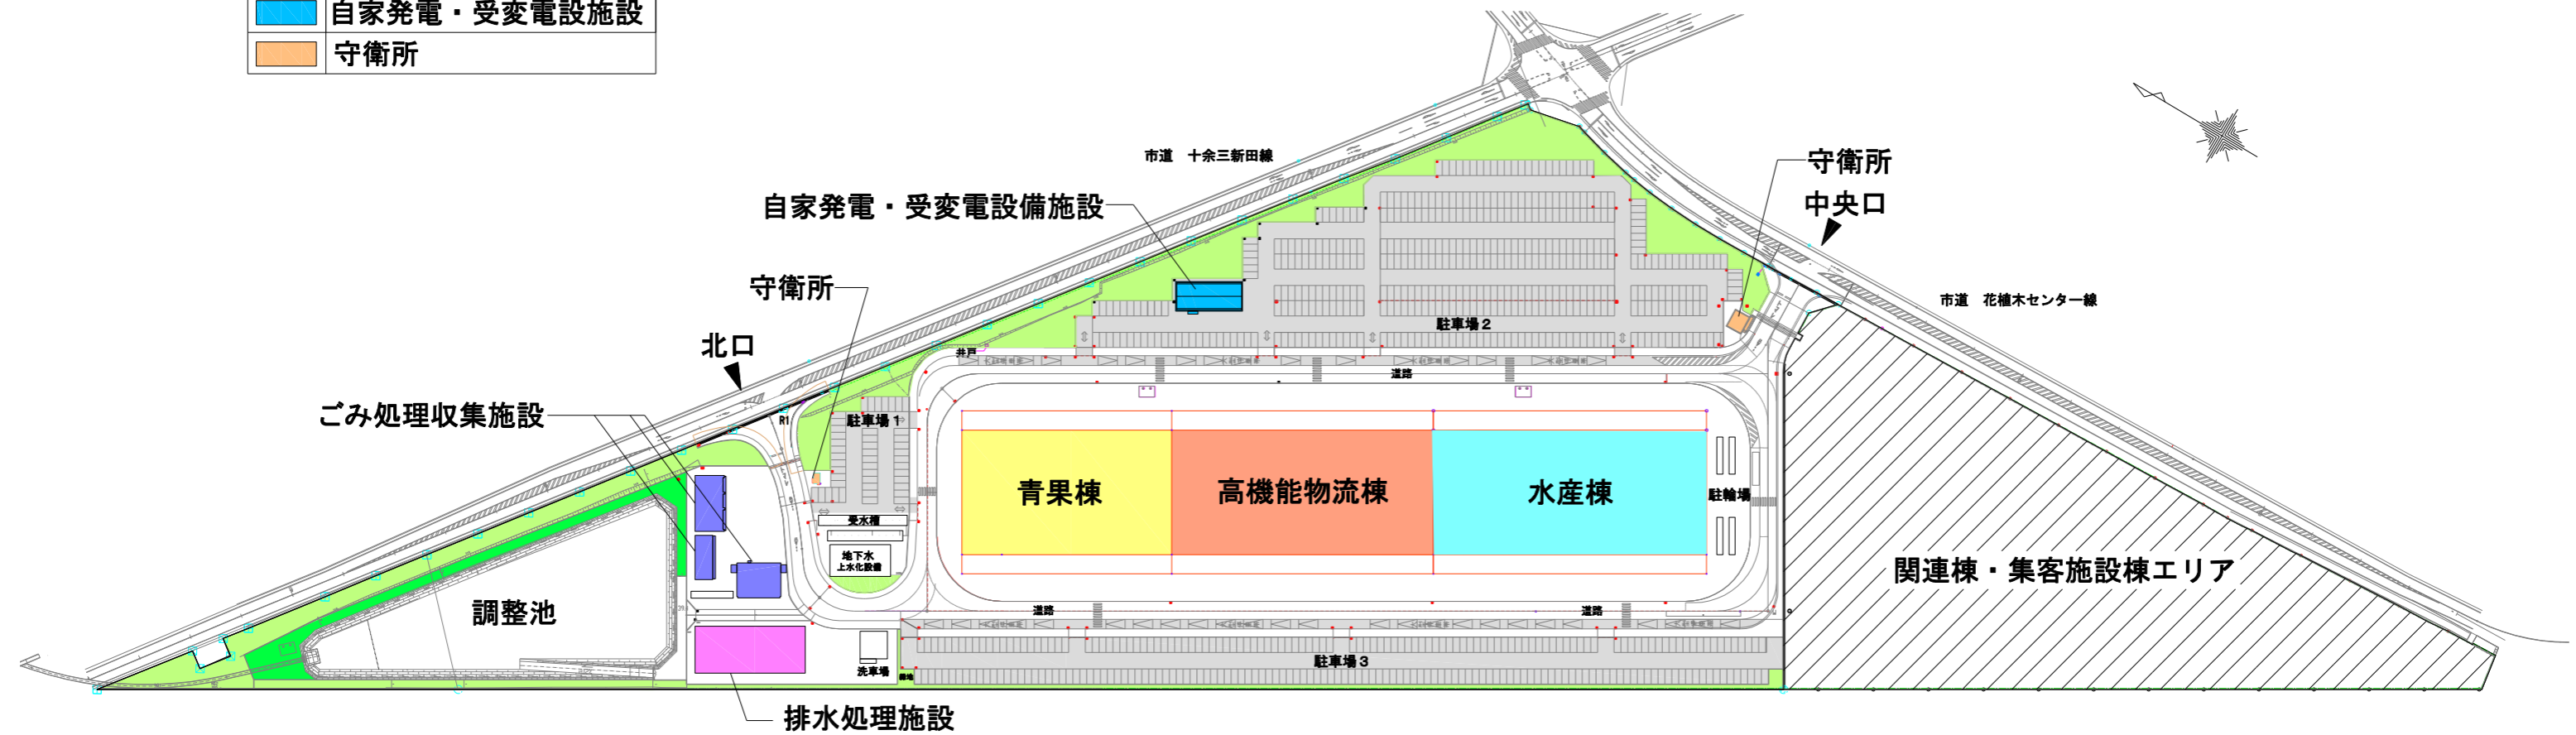 自家発電・受変電設施設
守衛所
市道 十余三新田線
守衛所
中央口
自家発電・受変電設備施設
守衛所
市道 花植木センター線
駐車場2
北口
井戸
道路
ごみ処理収集施設
R1
駐車場1
青果棟
高機能物流棟
水産棟
駐輪場
受水槽
地下水
上水化設備
関連棟・集客施設棟エリア
調整池
道路
道路
洗車場
駐車場3
排水処理施設